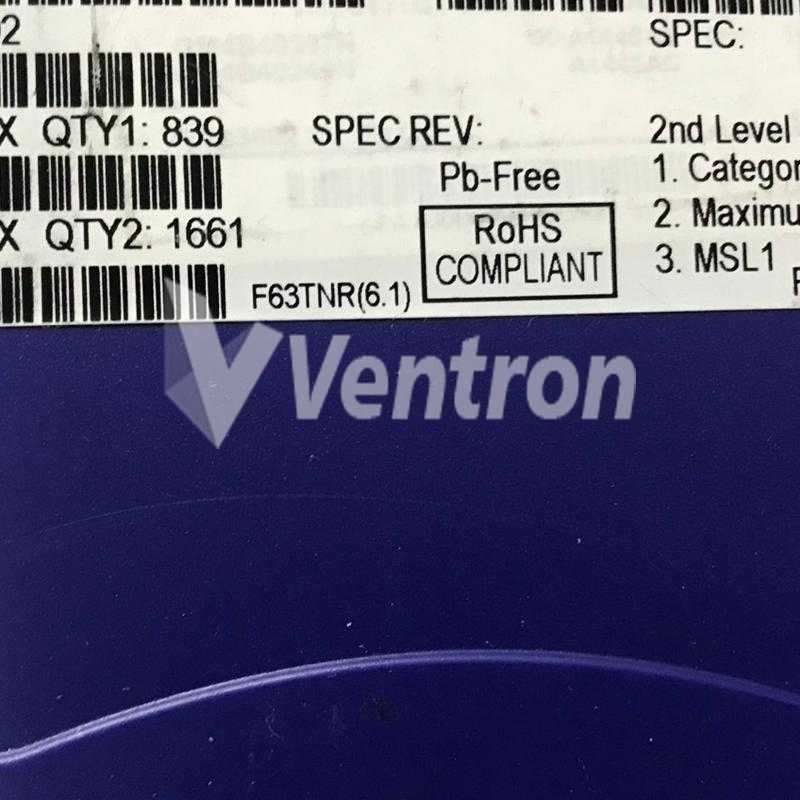 02
SPEC:
X QTY1: 839
SPEC REV:
2nd Level
Pb-Free
1. Categor
X QTY2: 1661
RoHS
COMPLIANT
2. Maximu
3. MSL1
F63TNR(6.1)
F
Ventron